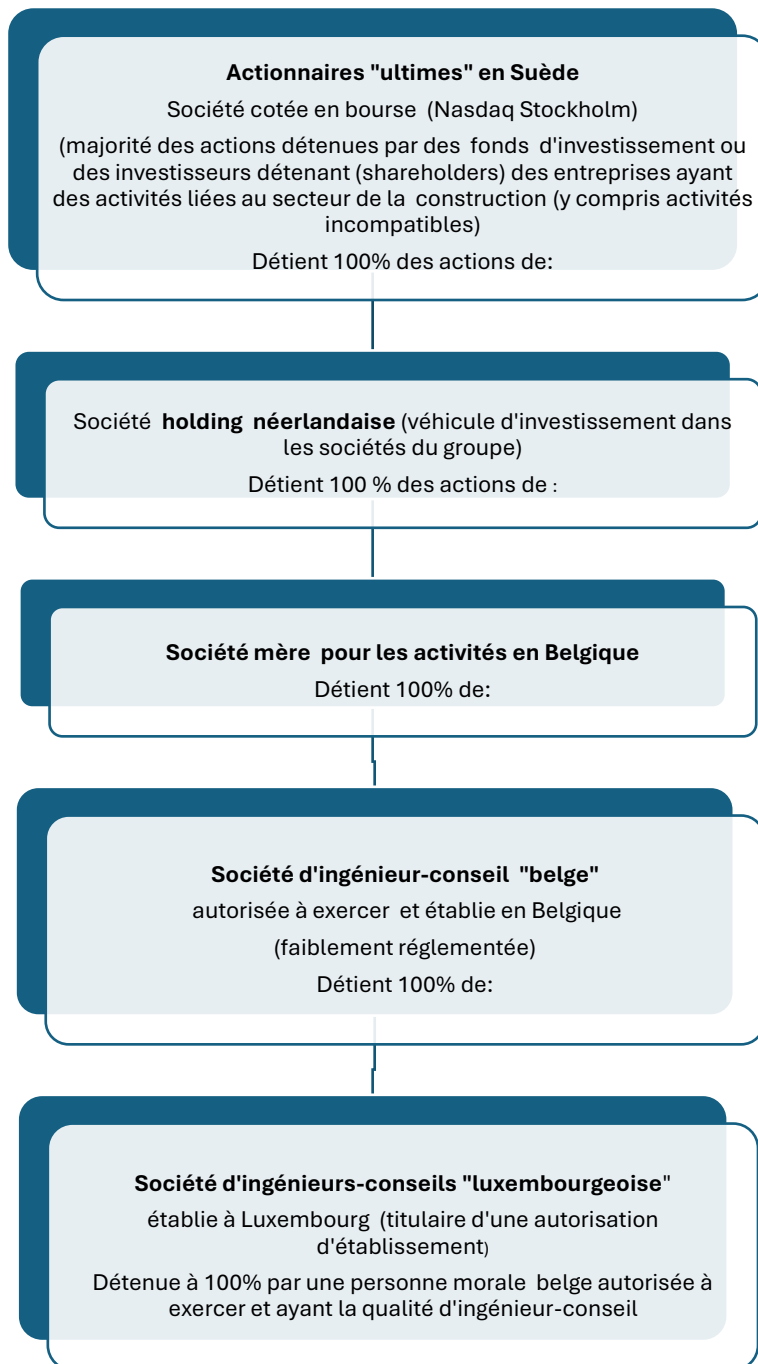 Actionnaires "ultimes" en Suède
Société cotée en bourse (Nasdaq Stockholm)
(majorité des actions détenues par des fonds d'investissement ou
des investisseurs détenant (shareholders) des entreprises ayant
des activités liées au secteur de la construction (y compris activités
incompatibles)
Détient 100% des actions de:
Société holding néerlandaise (véhicule d'investissement dans
les sociétés du groupe)
Détient 100 % des actions de :
Société mère pour les activités en Belgique
Détient 100% de:
Société d'ingénieur-conseil "belge"
autorisée à exercer et établie en Belgique
(faiblement réglementée)
Détient 100% de:
Société d'ingénieurs-conseils "luxembourgeoise"
établie à Luxembourg (titulaire d'une autorisation
d'établissement)
Détenue à 100% par une personne morale belge autorisée à
exercer et ayant la qualité d'ingénieur-conseil